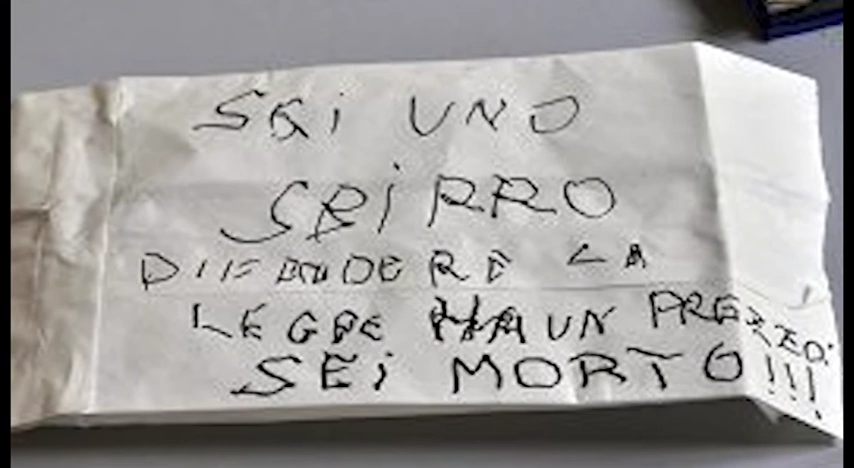 SEi UNO
SBiRRO
DIFENDERE LA
LEGGE HA UN PREZZO:
SEi MORTO!!!